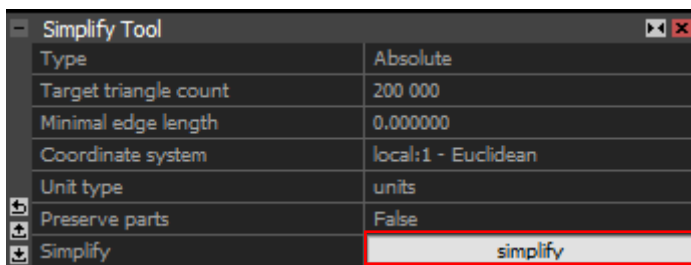 Simplify Tool
Type Absolute
Target triangle count 200 000
Minimal edge length 0.000000
Coordinate system local:1 - Euclidean
Unit type units
Preserve parts False
Simplify simplify